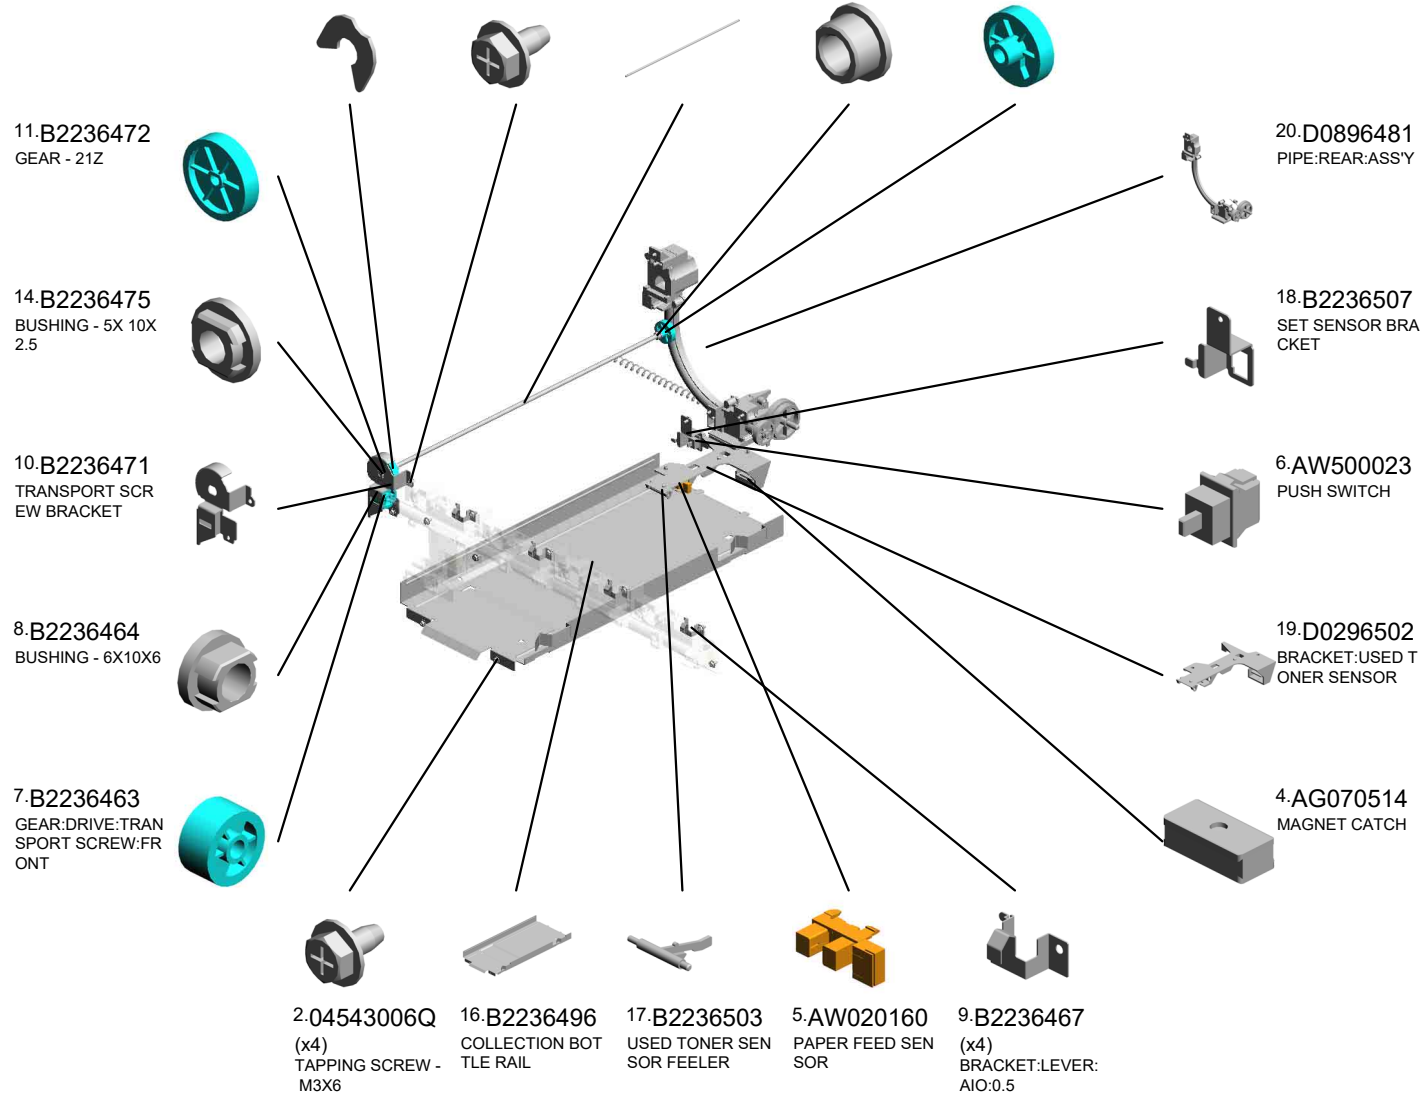 11.B2236472
GEAR - 21Z
14.B2236475
BUSHING - 5X 10X
2.5
10.B2236471
TRANSPORT SCR
EW BRACKET
8.B2236464
BUSHING - 6X10X6
7.B2236463
GEAR:DRIVE:TRAN
SPORT SCREW:FR
ONT
20.D0896481
PIPE:REAR:ASS'Y
18.B2236507
SET SENSOR BRA
CKET
6.AW500023
PUSH SWITCH
19.D0296502
BRACKET:USED T
ONER SENSOR
4.AG070514
MAGNET CATCH
2.04543006Q
(x4)
TAPPING SCREW -
M3X6
16.B2236496
COLLECTION BOT
TLE RAIL
17.B2236503
USED TONER SEN
SOR FEELER
5.AW020160
PAPER FEED SEN
SOR
9.B2236467
(x4)
BRACKET:LEVER:
AIO:0.5